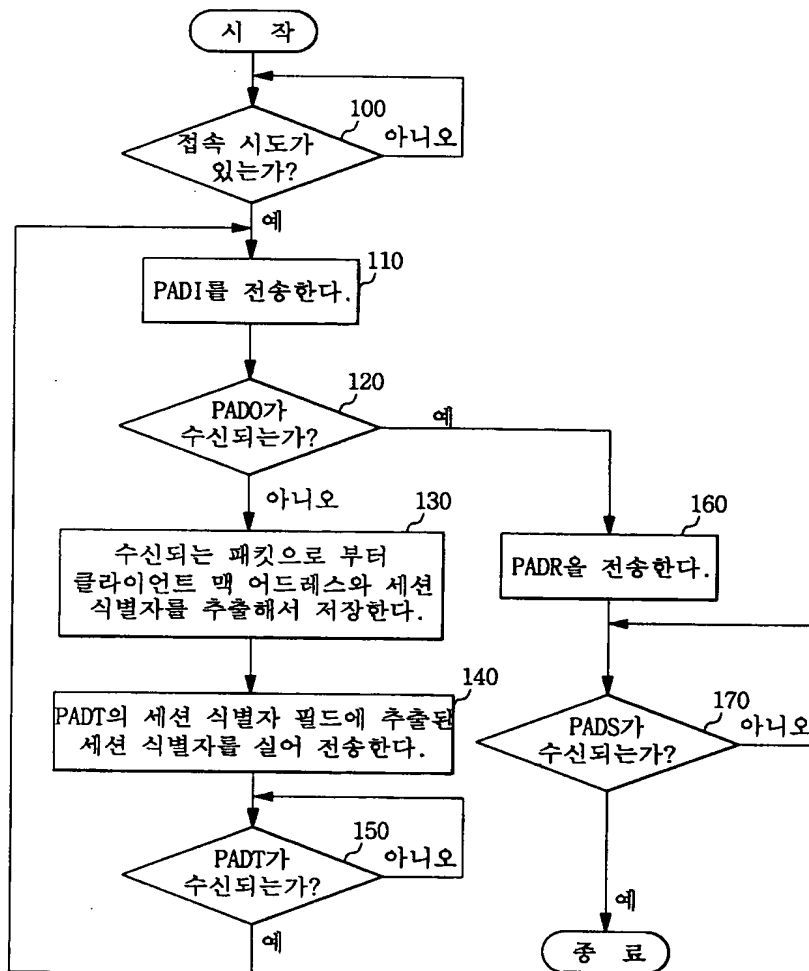 시 작
100
접속 시도가
있는가?
아니오
예
110
PADI를 전송한다.
120
PADO가
수신되는가?
예
아니오
130
수신되는 패킷으로 부터
클라이언트 맥 어드레스와 세션
식별자를 추출해서 저장한다.
160
PADR을 전송한다.
140
PADT의 세션 식별자 필드에 추출된
세션 식별자를 실어 전송한다.
170
PADS가
수신되는가?
아니오
150
PADT가
수신되는가?
아니오
예
예
종 료